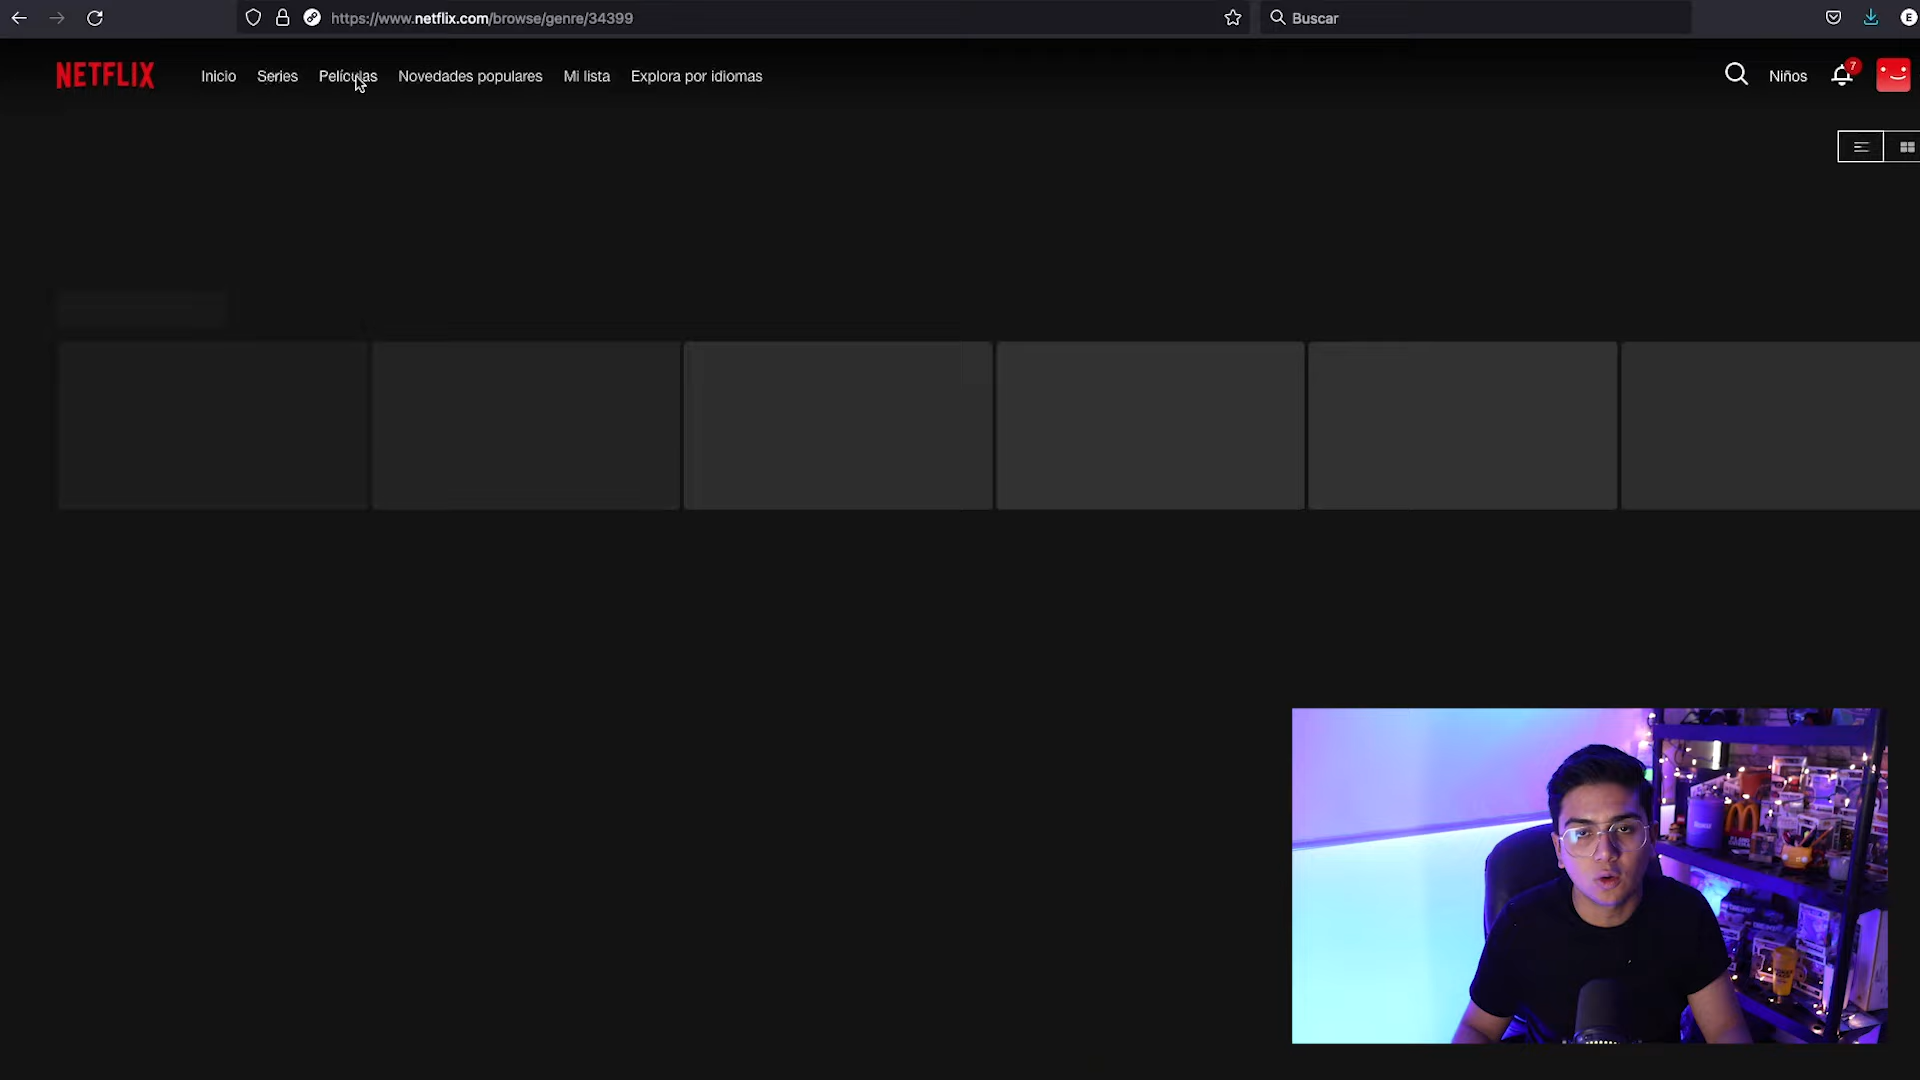 https://www.netflix.com/browse/genre/34399
Buscar
E
NETFLIX
Inicio
Series
Películas
Novedades populares
Mi lista
Explora por idiomas
Niños
7